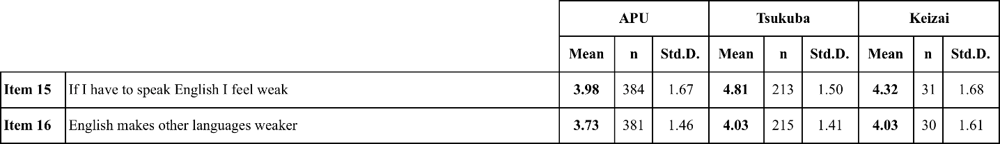 APU Tsukuba Keizai
Mean n Std.D. Mean n Std.D. Mean n Std.D.
Item 15 If I have to speak English I feel weak 3.98 384 1.67 4.81 213 1.50 4.32 31 1.68
Item 16 English makes other languages weaker 3.73 381 1.46 4.03 215 1.41 4.03 30 1.61